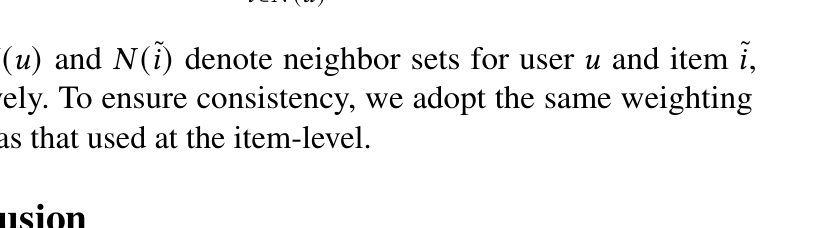 (u) and N(ĩ) denote neighbor sets for user u and item ĩ,
ely. To ensure consistency, we adopt the same weighting
as that used at the item-level.
usion